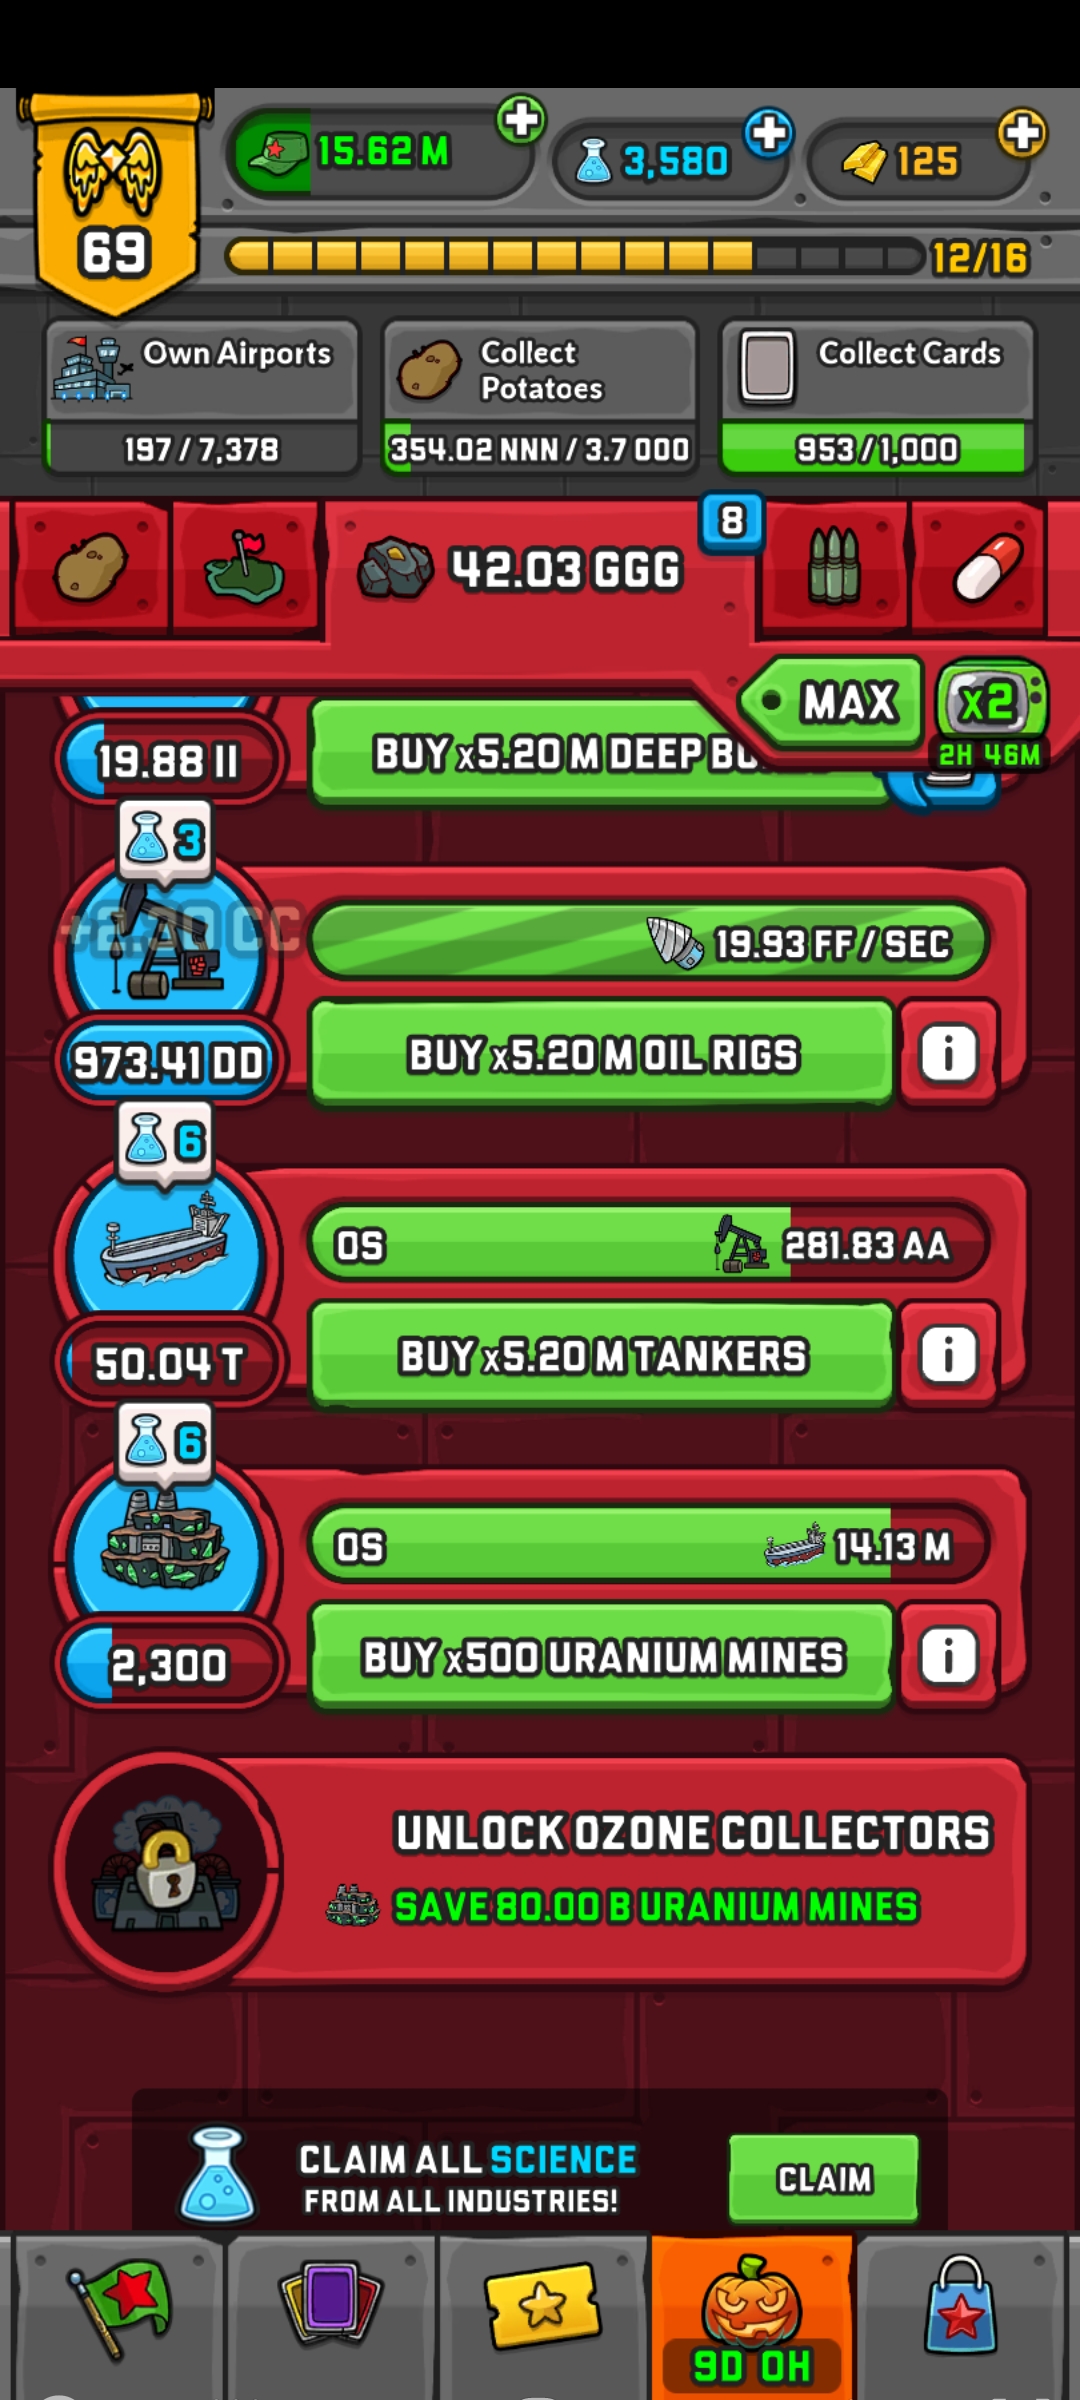 69
15.62 M
3,580
125
12/16
Own Airports
197 / 7,378
Collect
Potatoes
354.02 NNN / 3.7 OOO
Collect Cards
953/1,000
42.03 GGG
8
MAX
x2
2H 46M
19.88 II
BUY x5.20 M DEEP
3
+2.30 CC
19.93 FF / SEC
973.41 DD
BUY x5.20 M OIL RIGS
i
6
0S
281.83 AA
50.04 T
BUY x5.20 M TANKERS
i
6
0S
14.13 M
2,300
BUY x500 URANIUM MINES
i
UNLOCK OZONE COLLECTORS
SAVE 80.00 B URANIUM MINES
CLAIM ALL SCIENCE
FROM ALL INDUSTRIES!
CLAIM
9D 0H